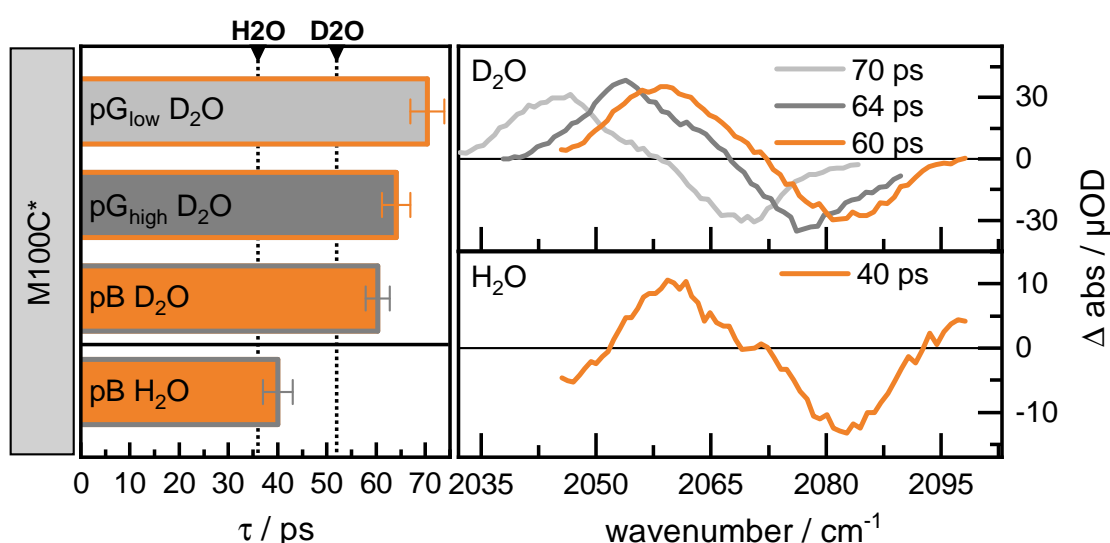 H2O D2O
M100C*
pG_low D₂O
pG_high D₂O
pB D₂O
pB H₂O
0 10 20 30 40 50 60 70
τ / ps
D₂O
70 ps
64 ps
60 ps
30
0
-30
H₂O
40 ps
10
0
-10
Δ abs / µOD
2035 2050 2065 2080 2095
wavenumber / cm⁻¹